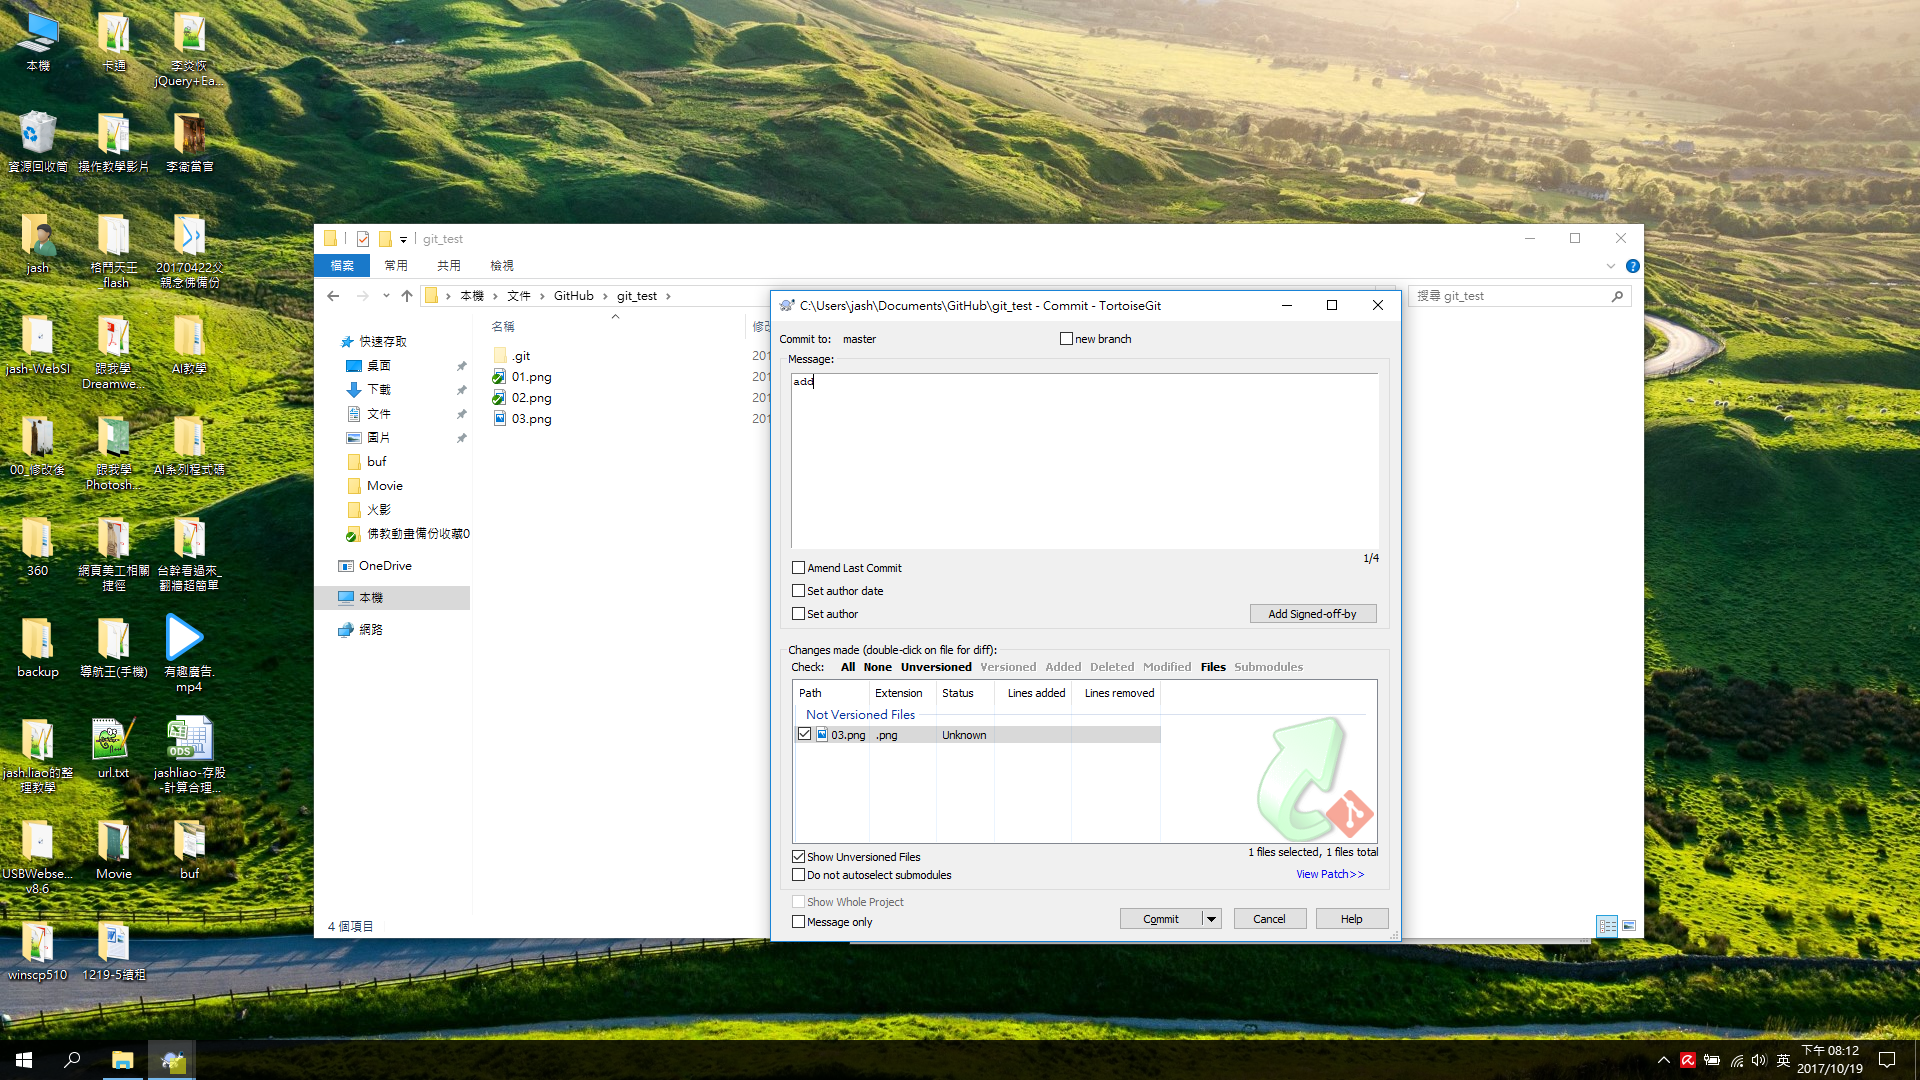 本機
卡通
李炎恢
jQuery+Ea...
資源回收筒
操作教學影片
李衛當官
jash
格鬥天王
_flash
20170422父
親念佛備份
jash-WebSI
跟我學
Dreamwe...
AI教學
00_修改後
跟我學
Photosh...
AI系列程式碼
360
網頁美工相關
捷徑
台幹看過來_
翻牆超簡單
backup
導航王(手機)
有趣廣告.
mp4
jash.liao的整
理教學
url.txt
ODS
jashliao-存股
-計算合理...
USBWebse...
v8.6
Movie
buf
winscp510
1219-5續租
git_test
檔案
常用
共用
檢視
本機
文件
GitHub
git_test
搜尋 git_test
快速存取
桌面
下載
文件
圖片
buf
Movie
火影
佛教動畫備份收藏0
OneDrive
本機
網路
名稱
修改
.git
201
01.png
201
02.png
201
03.png
201
4 個項目
C:\Users\jash\Documents\GitHub\git_test - Commit - TortoiseGit
Commit to: master
new branch
Message:
add
1/4
Amend Last Commit
Set author date
Set author
Add Signed-off-by
Changes made (double-click on file for diff):
Check: All None Unversioned Versioned Added Deleted Modified Files Submodules
Path Extension Status Lines added Lines removed
Not Versioned Files
03.png .png Unknown
Show Unversioned Files
1 files selected, 1 files total
Do not autoselect submodules
View Patch>>
Show Whole Project
Message only
Commit
Cancel
Help
英
下午 08:12
2017/10/19